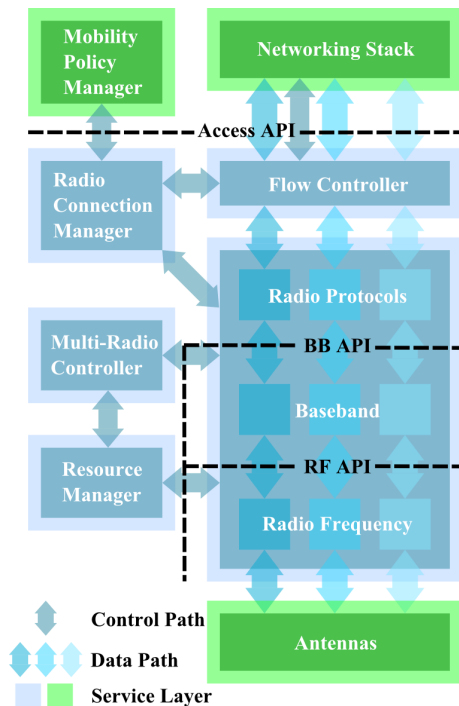 Mobility
Policy
Manager
Networking Stack
Access API
Radio
Connection
Manager
Flow Controller
Radio Protocols
Multi-Radio
Controller
BB API
Baseband
Resource
Manager
RF API
Radio Frequency
Control Path
Antennas
Data Path
Service Layer